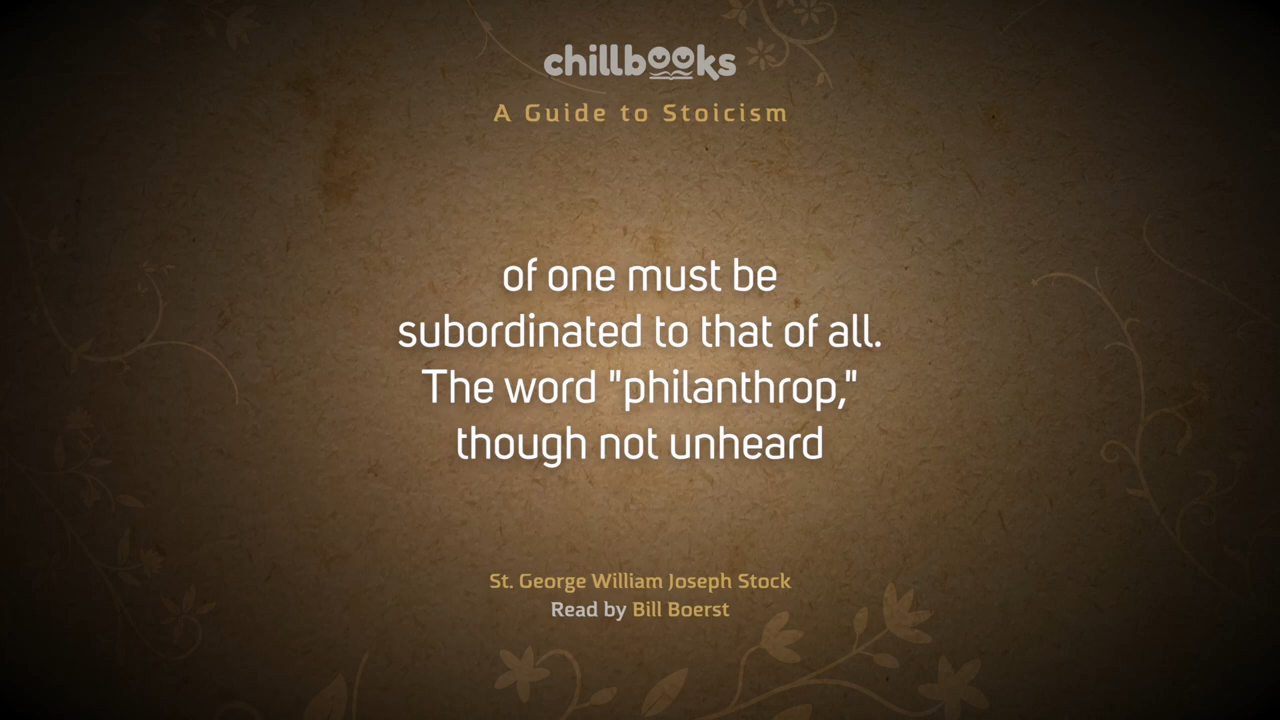 chillbooks
A Guide to Stoicism
of one must be
subordinated to that of all.
The word "philanthrop,"
though not unheard
St. George William Joseph Stock
Read by Bill Boerst